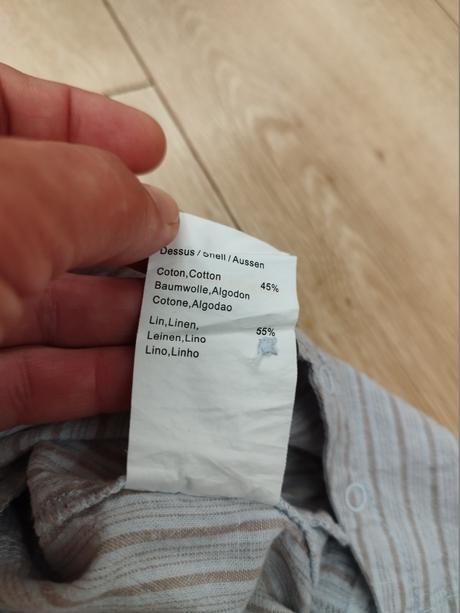 Dessus / Shell / Aussen
Coton,Cotton
Baumwolle,Algodon 45%
Cotone,Algodao
Lin,Linen, 55%
Leinen,Lino
Lino,Linho